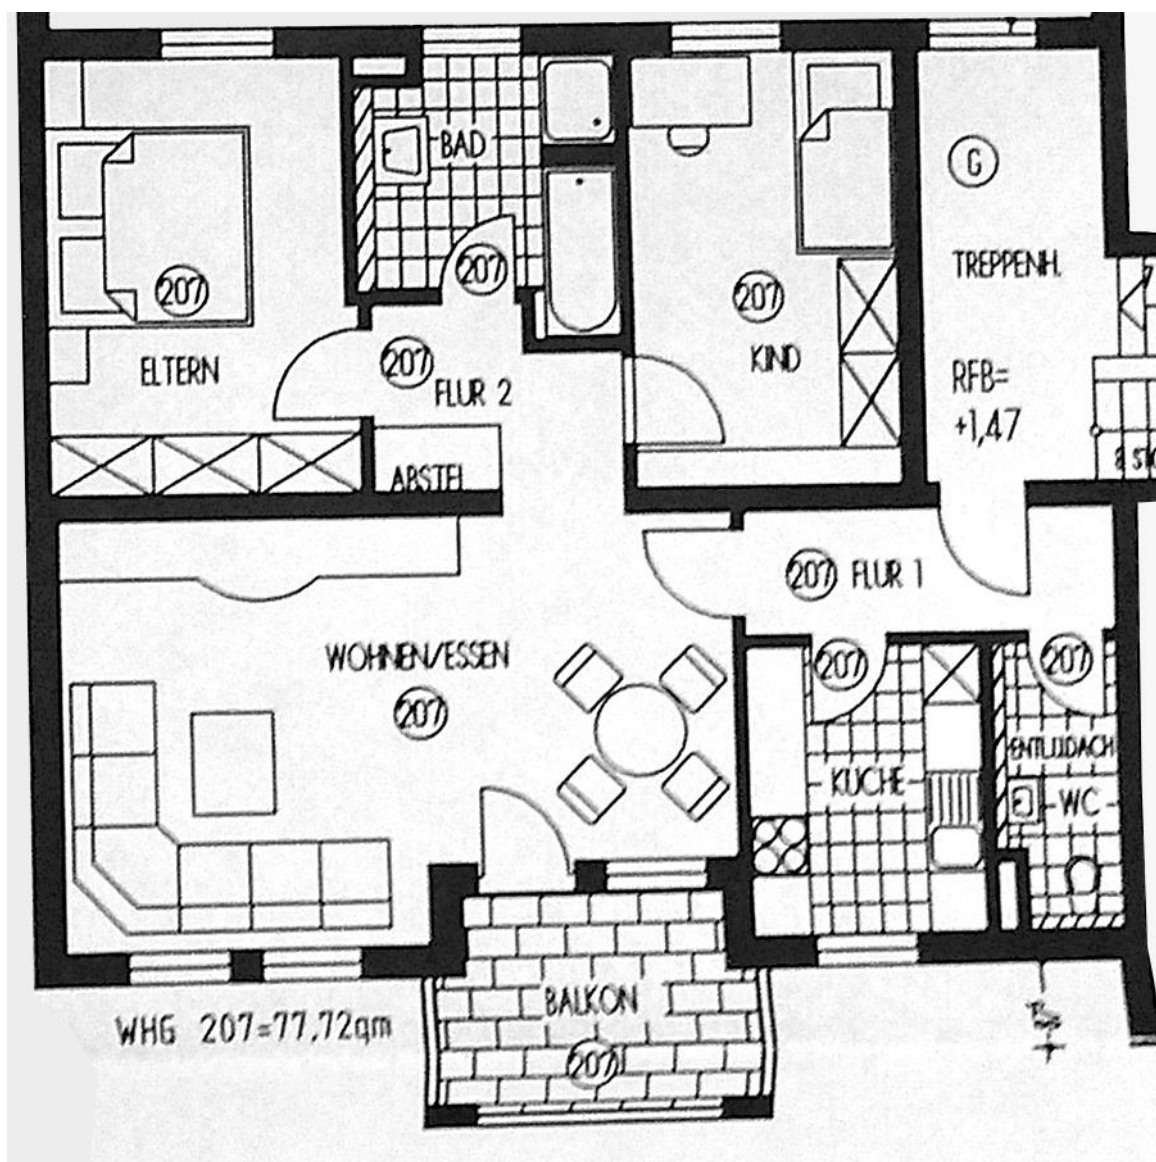 BAD
G
207
207
207
TREPPENH.
207
ELTERN
FLUR 2
KIND
RFB=
+1,47
ABSTEL
207 FLUR 1
WOHNEN/ESSEN
207
207
207
KÜCHE
WC
BALKON
WHG 207=77,72qm
207